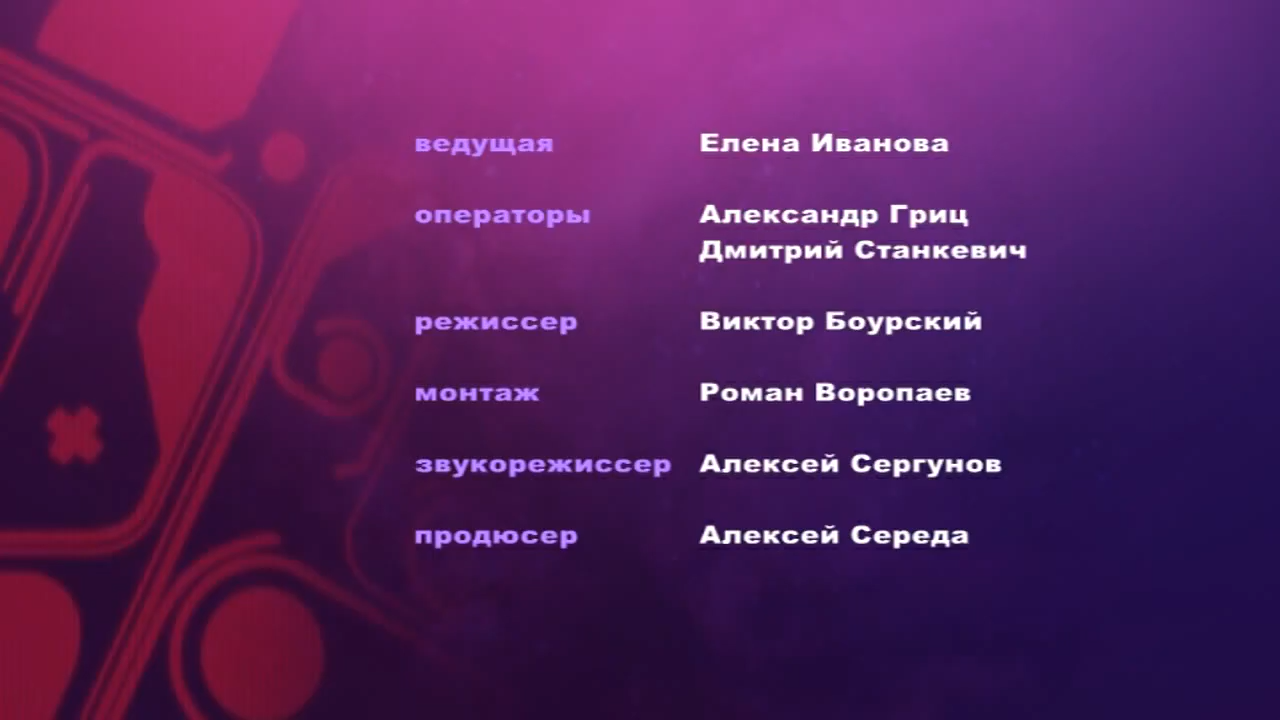 ведущая Елена Иванова
операторы Александр Гриц
Дмитрий Станкевич
режиссер Виктор Боурский
монтаж Роман Воропаев
звукорежиссер Алексей Сергунов
продюсер Алексей Середа